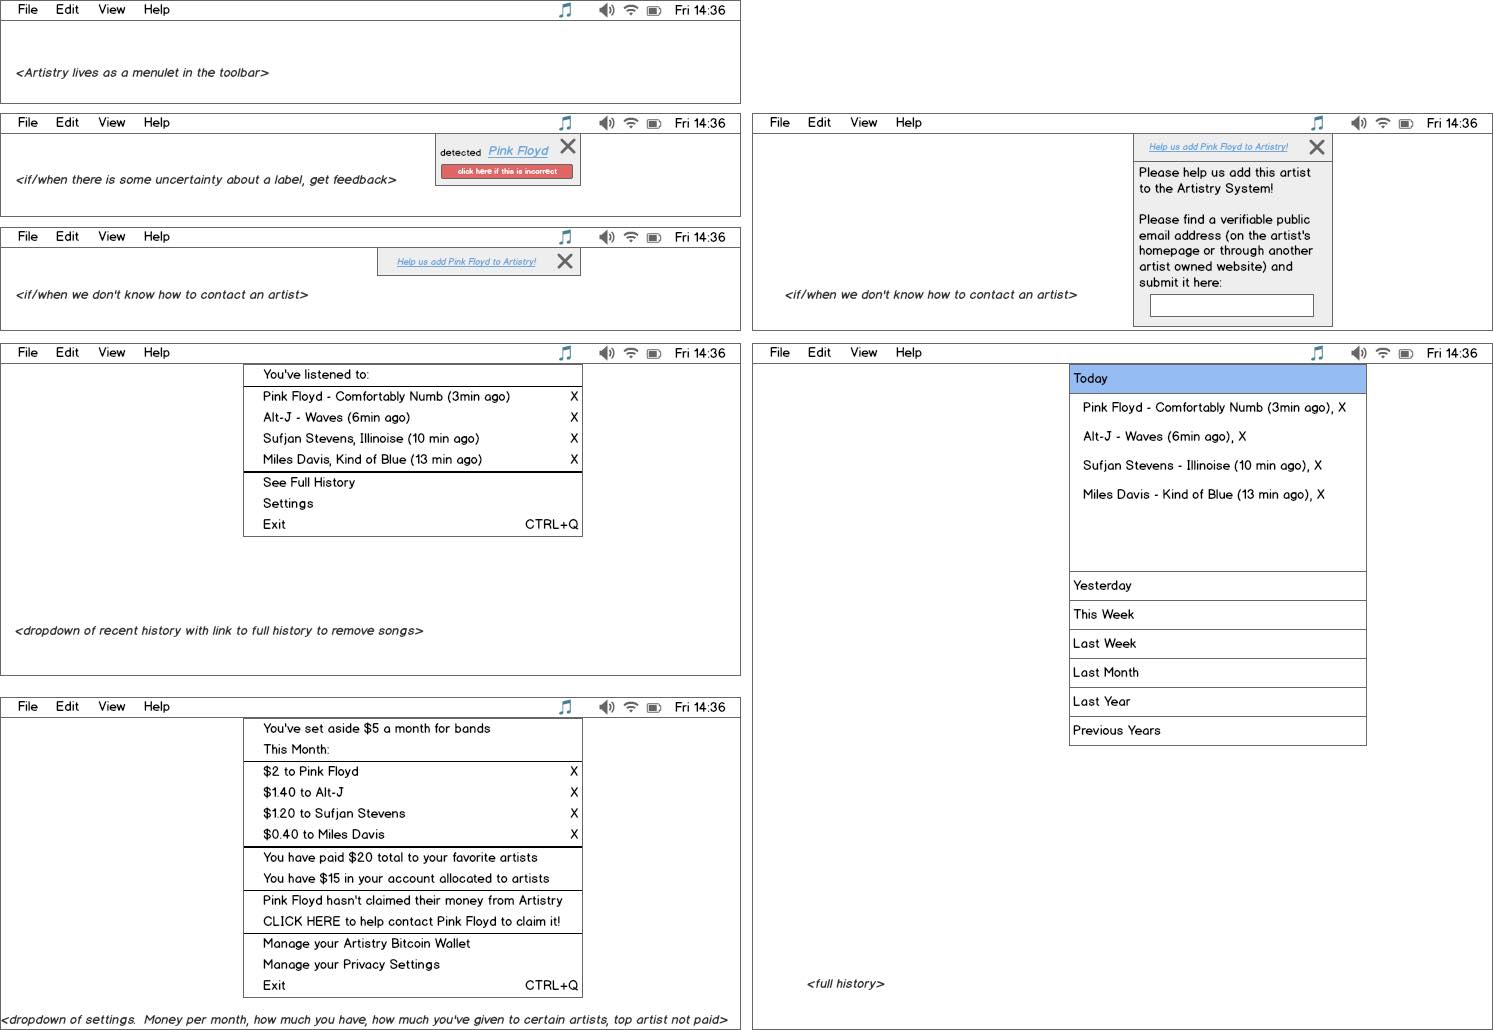 File Edit View Help Fri 14:36
<Artistry lives as a menulet in the toolbar>
File Edit View Help Fri 14:36
detected Pink Floyd
click here if this is incorrect
<if/when there is some uncertainty about a label, get feedback>
File Edit View Help Fri 14:36
Help us add Pink Floyd to Artistry!
<if/when we don't know how to contact an artist>
File Edit View Help Fri 14:36
Help us add Pink Floyd to Artistry!
Please help us add this artist
to the Artistry System!
Please find a verifiable public
email address (on the artist's
homepage or through another
artist owned website) and
submit it here:
<if/when we don't know how to contact an artist>
File Edit View Help Fri 14:36
You've listened to:
Pink Floyd - Comfortably Numb (3min ago) X
Alt-J - Waves (6min ago) X
Sufjan Stevens, Illinoise (10 min ago) X
Miles Davis, Kind of Blue (13 min ago) X
See Full History
Settings
Exit CTRL+Q
<dropdown of recent history with link to full history to remove songs>
File Edit View Help Fri 14:36
Today
Pink Floyd - Comfortably Numb (3min ago), X
Alt-J - Waves (6min ago), X
Sufjan Stevens - Illinoise (10 min ago), X
Miles Davis - Kind of Blue (13 min ago), X
Yesterday
This Week
Last Week
Last Month
Last Year
Previous Years
<full history>
File Edit View Help Fri 14:36
You've set aside $5 a month for bands
This Month:
$2 to Pink Floyd X
$1.40 to Alt-J X
$1.20 to Sufjan Stevens X
$0.40 to Miles Davis X
You have paid $20 total to your favorite artists
You have $15 in your account allocated to artists
Pink Floyd hasn't claimed their money from Artistry
CLICK HERE to help contact Pink Floyd to claim it!
Manage your Artistry Bitcoin Wallet
Manage your Privacy Settings
Exit CTRL+Q
<dropdown of settings. Money per month, how much you have, how much you've given to certain artists, top artist not paid>